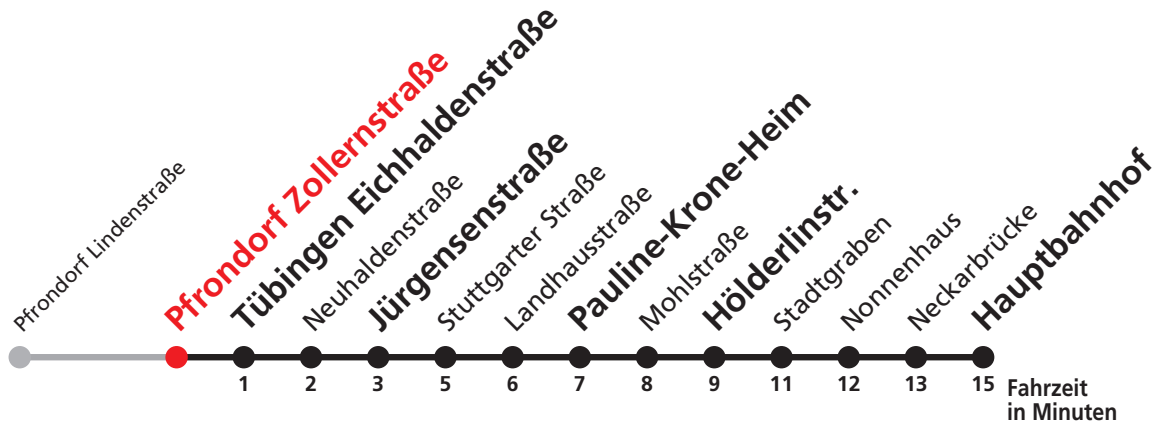 Pfrondorf Lindenstraße
Pfrondorf Zollernstraße
Tübingen Eichhaldenstraße
Neuhaldenstraße
Jürgensenstraße
Stuttgarter Straße
Landhausstraße
Pauline-Krone-Heim
Mohlstraße
Hölderlinstr.
Stadtgraben
Nonnenhaus
Neckarbrücke
Hauptbahnhof
1 2 3 5 6 7 8 9 11 12 13 15
Fahrzeit
in Minuten